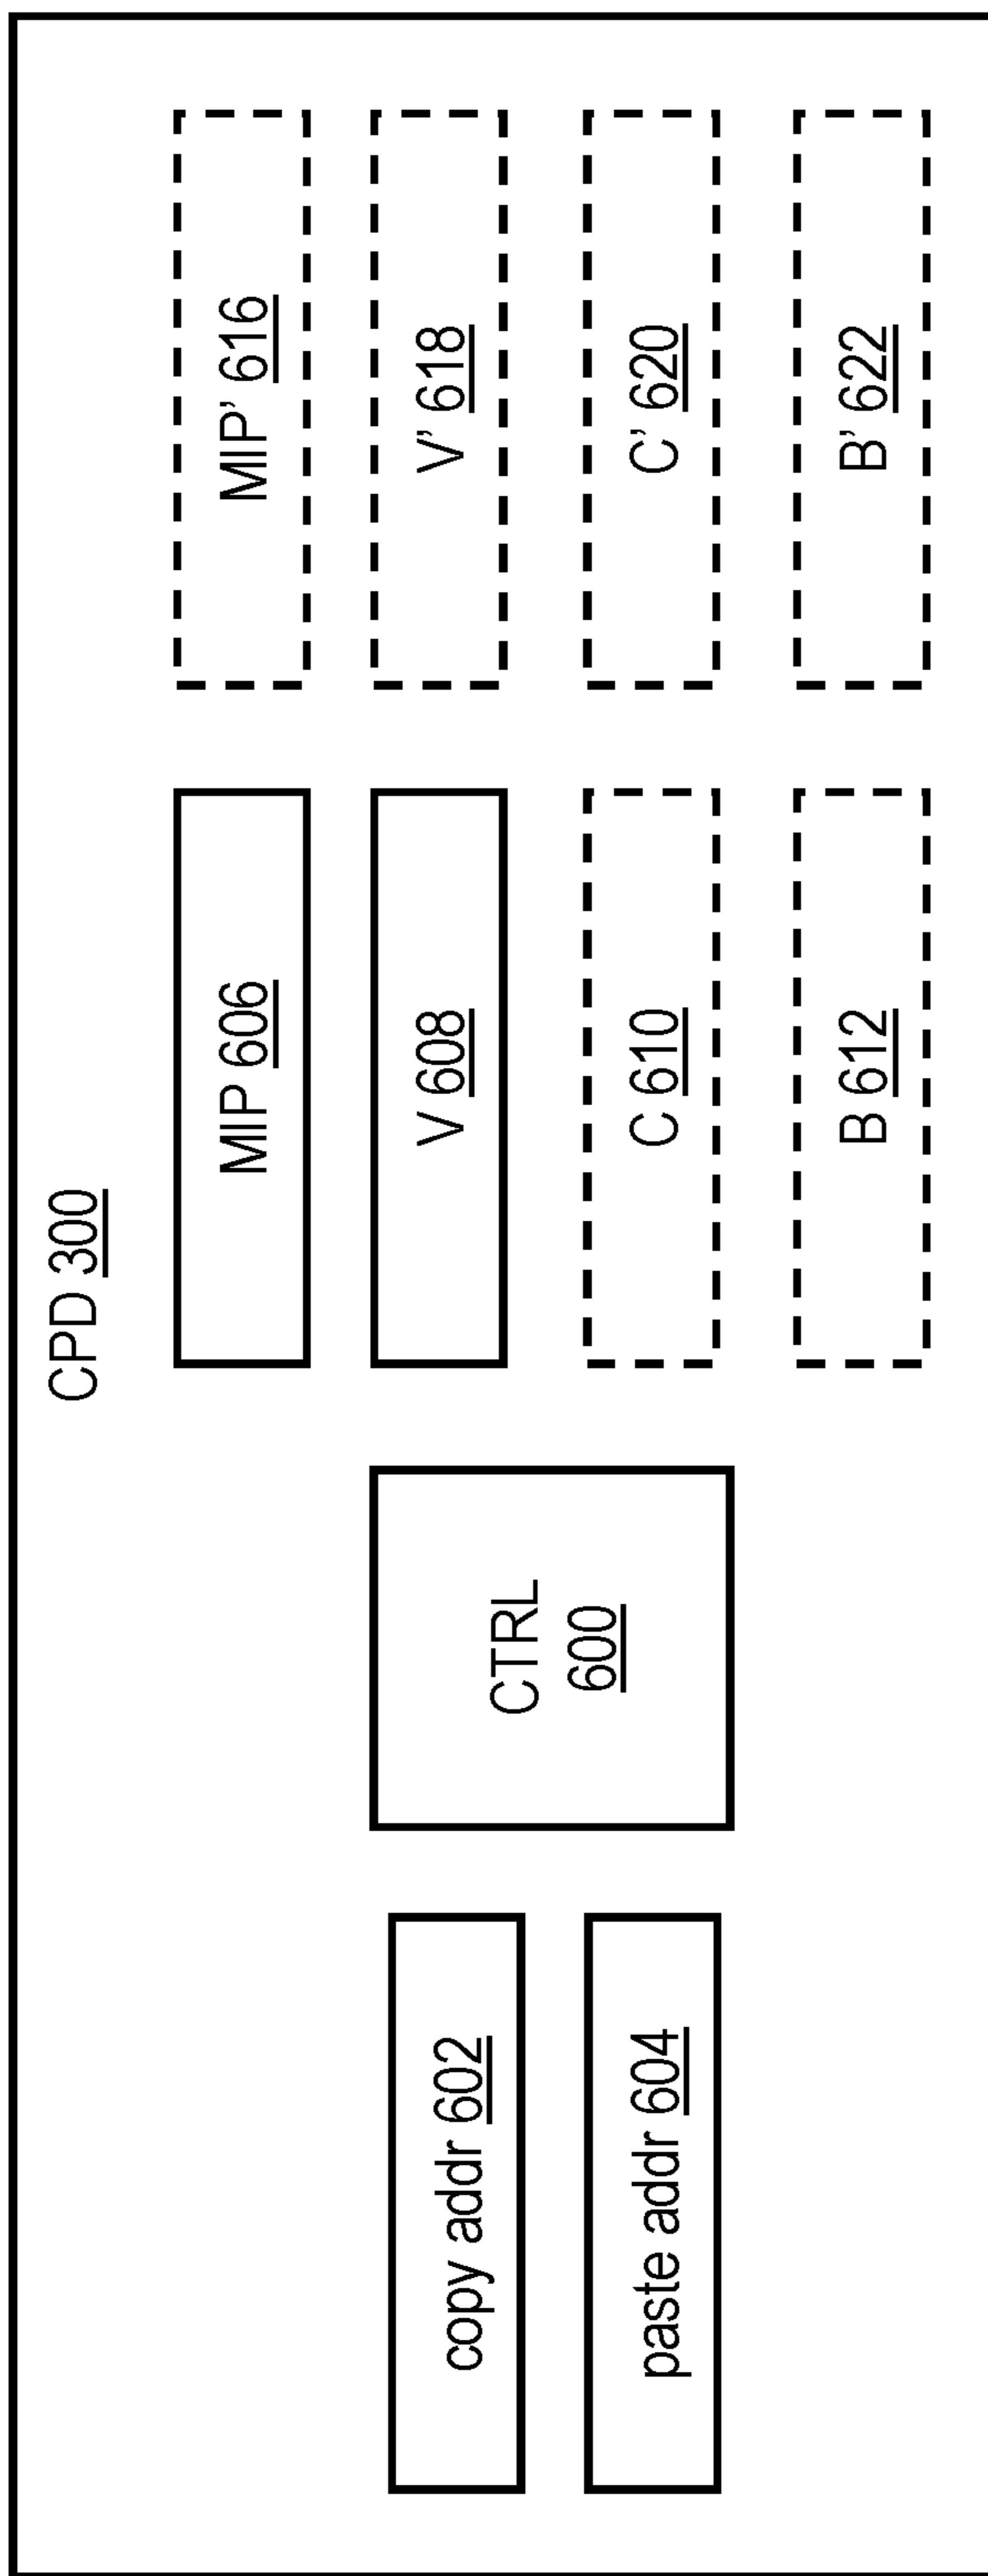 CPD 300
copy addr 602
paste addr 604
CTRL
600
MIP 606
V 608
C 610
B 612
MIP' 616
V' 618
C' 620
B' 622